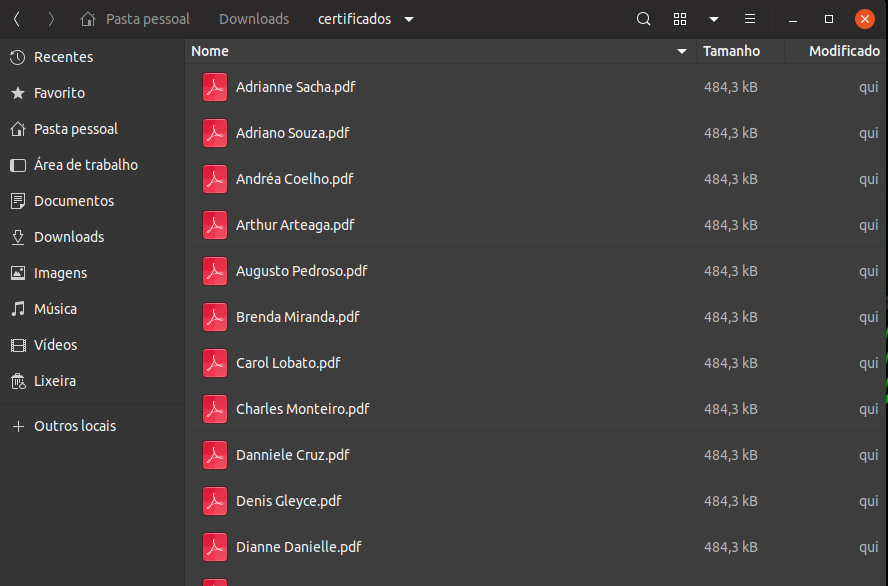 Pasta pessoal Downloads certificados
Recentes
Favorito
Pasta pessoal
Área de trabalho
Documentos
Downloads
Imagens
Música
Vídeos
Lixeira
Outros locais
Nome Tamanho Modificado
Adrianne Sacha.pdf 484,3 kB qui
Adriano Souza.pdf 484,3 kB qui
Andréa Coelho.pdf 484,3 kB qui
Arthur Arteaga.pdf 484,3 kB qui
Augusto Pedroso.pdf 484,3 kB qui
Brenda Miranda.pdf 484,3 kB qui
Carol Lobato.pdf 484,3 kB qui
Charles Monteiro.pdf 484,3 kB qui
Danniele Cruz.pdf 484,3 kB qui
Denis Gleyce.pdf 484,3 kB qui
Dianne Danielle.pdf 484,3 kB qui